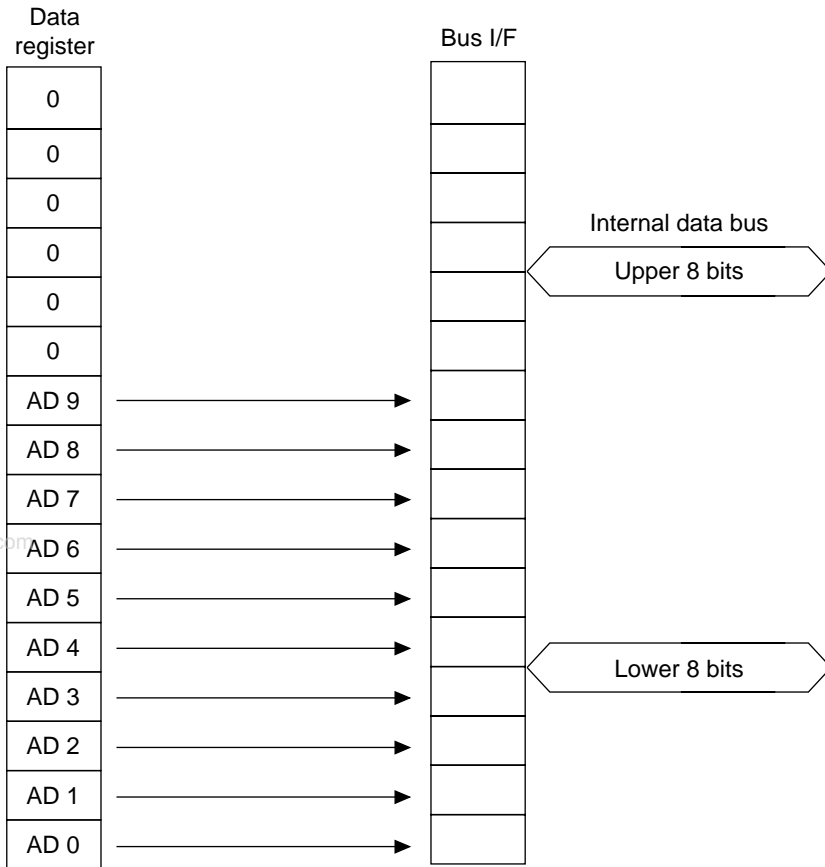 Data
register
Bus I/F
0
0
0
0
0
0
AD 9
AD 8
AD 7
AD 6
AD 5
AD 4
AD 3
AD 2
AD 1
AD 0
Internal data bus
Upper 8 bits
Lower 8 bits
com